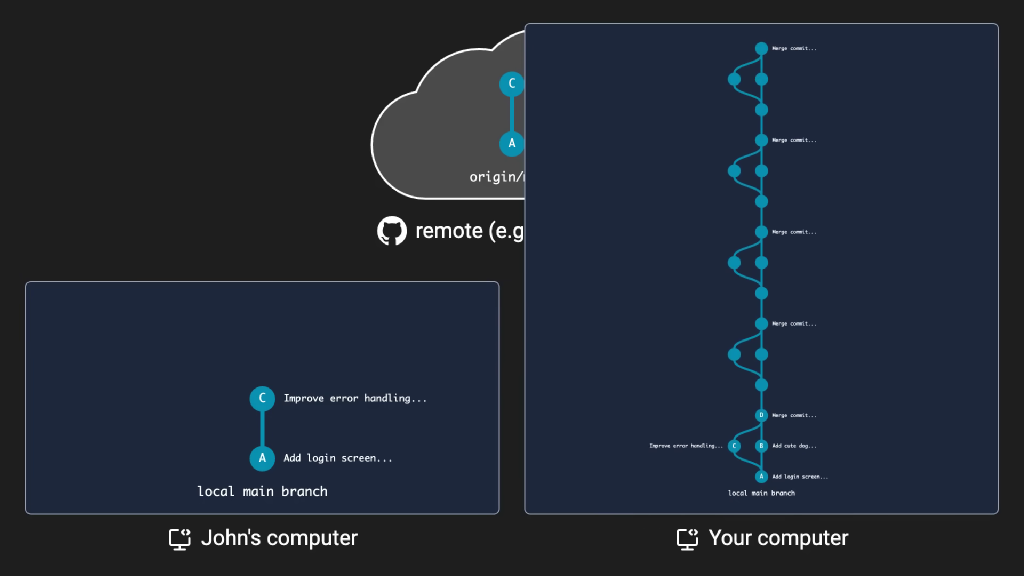 C
A
origin/
remote (e.g
C Improve error handling...
A Add login screen...
local main branch
John's computer
Merge commit...
Merge commit...
Merge commit...
Merge commit...
D Merge commit...
Improve error handling... C B Add cute dog...
A Add login screen...
local main branch
Your computer